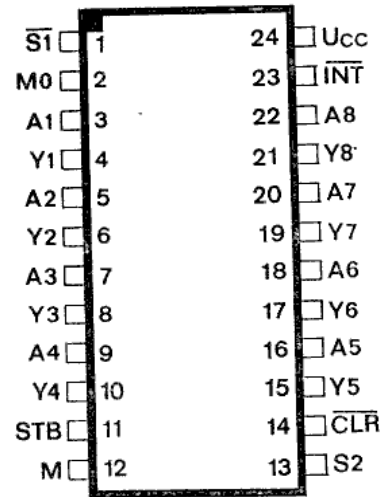 S1 1 24 Ucc
M0 2 23 INT
A1 3 22 A8
Y1 4 21 Y8
A2 5 20 A7
Y2 6 19 Y7
A3 7 18 A6
Y3 8 17 Y6
A4 9 16 A5
Y4 10 15 Y5
STB 11 14 CLR
M 12 13 S2